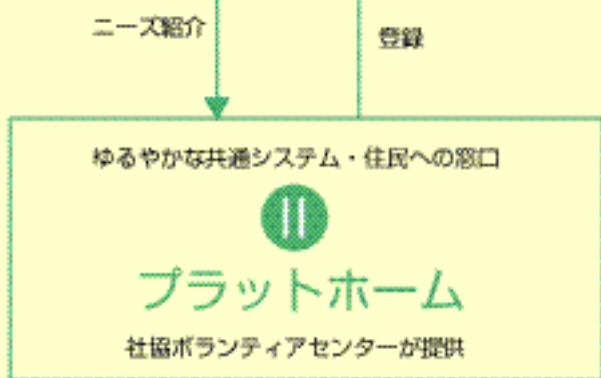 ニーズ紹介
登録
ゆるやかな共通システム・住民への窓口
プラットホーム
社協ボランティアセンターが提供